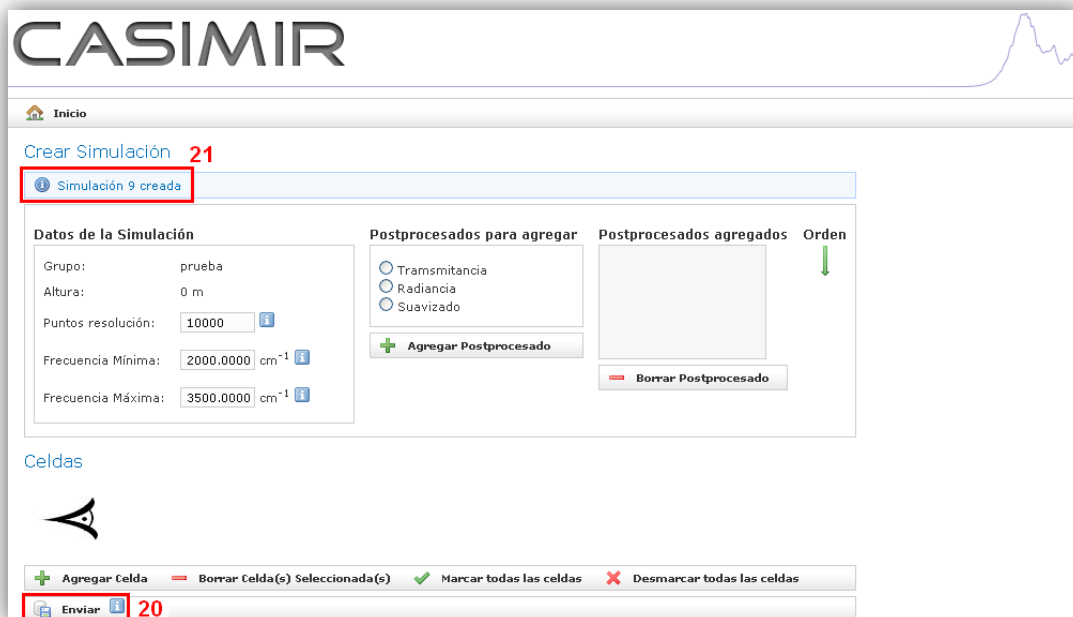 CASIMIR
Inicio
Crear Simulación 21
Simulación 9 creada
Datos de la Simulación
Grupo: prueba
Altura: 0 m
Puntos resolución: 10000
Frecuencia Mínima: 2000.0000 cm-1
Frecuencia Máxima: 3500.0000 cm-1
Postprocesados para agregar
Tramsmitancia
Radiancia
Suavizado
Agregar Postprocesado
Postprocesados agregados
Borrar Postprocesado
Orden
Celdas
Agregar Celda Borrar Celda(s) Seleccionada(s) Marcar todas las celdas Desmarcar todas las celdas
Enviar 20